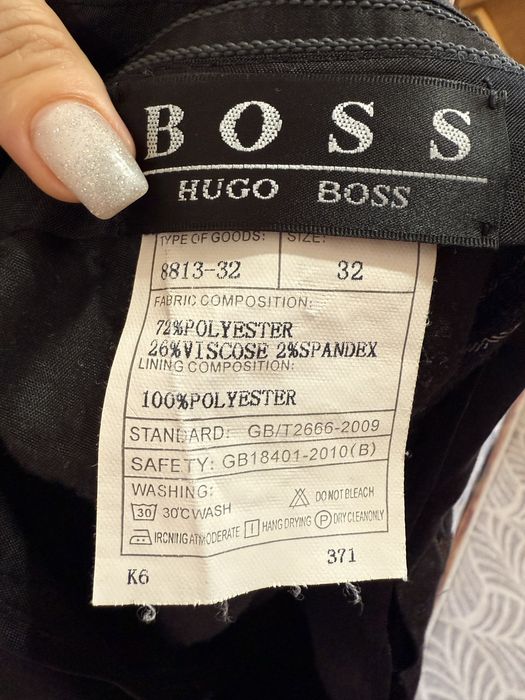 BOSS
HUGO BOSS
TYPE OF GOODS: SIZE:
8813-32 32
FABRIC COMPOSITION:
72%POLYESTER
26%VISCOSE 2%SPANDEX
LINING COMPOSITION:
100%POLYESTER
STANDARD: GB/T2666-2009
SAFETY: GB18401-2010(B)
WASHING:
30 30℃WASH DO NOT BLEACH
IRCNING AT MODERATE HANG DRYING P DRY CLEAN ONLY
K6 371